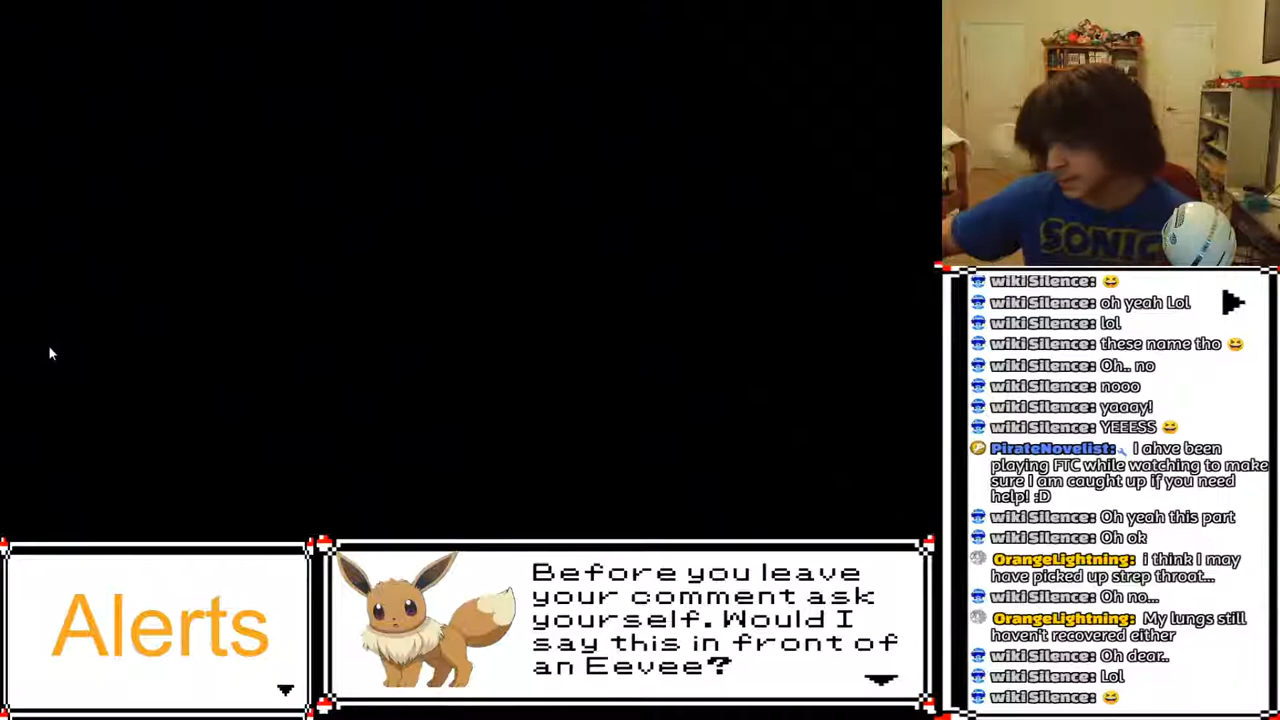 SONIC
wiki Silence: 😆
wiki Silence: oh yeah Lol
wiki Silence: lol
wiki Silence: these name tho 😆
wiki Silence: Oh.. no
wiki Silence: nooo
wiki Silence: yaaay!
wiki Silence: YEEESS 😆
PirateNovelist: I ahve been
playing FTC while watching to make
sure I am caught up if you need
help! :D
wiki Silence: Oh yeah this part
wiki Silence: Oh ok
OrangeLightning: i think I may
have picked up strep throat...
wiki Silence: Oh no...
OrangeLightning: My lungs still
haven't recovered either
wiki Silence: Oh dear..
wiki Silence: Lol
wiki Silence: 😆
Alerts
Before you leave
your comment ask
yourself. Would I
say this in front of
an Eevee?